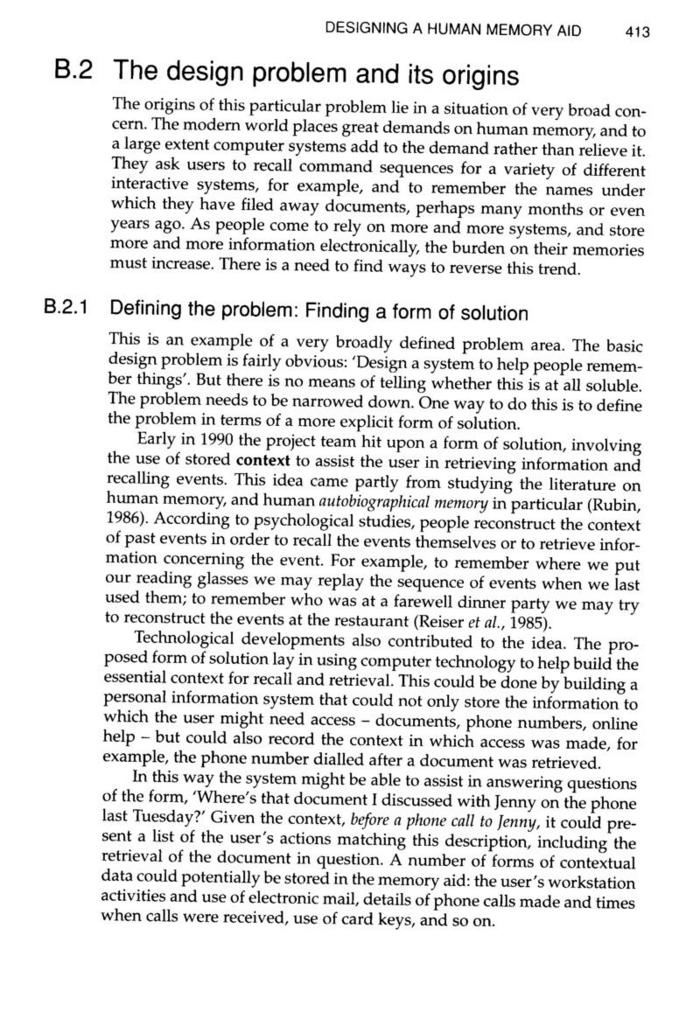 DESIGNING A HUMAN MEMORY AID 413
B.2 The design problem and its origins
The origins of this particular problem lie in a situation of very broad con-
cern. The modern world places great demands on human memory, and to
a large extent computer systems add to the demand rather than relieve it.
They ask users to recall command sequences for a variety of different
interactive systems, for example, and to remember the names under
which they have filed away documents, perhaps many months or even
years ago. As people come to rely on more and more systems, and store
more and more information electronically, the burden on their memories
must increase. There is a need to find ways to reverse this trend.
B.2.1 Defining the problem: Finding a form of solution
This is an example of a very broadly defined problem area. The basic
design problem is fairly obvious: 'Design a system to help people remem-
ber things'. But there is no means of telling whether this is at all soluble.
The problem needs to be narrowed down. One way to do this is to define
the problem in terms of a more explicit form of solution.
Early in 1990 the project team hit upon a form of solution, involving
the use of stored context to assist the user in retrieving information and
recalling events. This idea came partly from studying the literature on
human memory, and human autobiographical memory in particular (Rubin,
1986). According to psychological studies, people reconstruct the context
of past events in order to recall the events themselves or to retrieve infor-
mation concerning the event. For example, to remember where we put
our reading glasses we may replay the sequence of events when we last
used them; to remember who was at a farewell dinner party we may try
to reconstruct the events at the restaurant (Reiser et al., 1985).
Technological developments also contributed to the idea. The pro-
posed form of solution lay in using computer technology to help build the
essential context for recall and retrieval. This could be done by building a
personal information system that could not only store the information to
which the user might need access – documents, phone numbers, online
help – but could also record the context in which access was made, for
example, the phone number dialled after a document was retrieved.
In this way the system might be able to assist in answering questions
of the form, 'Where's that document I discussed with Jenny on the phone
last Tuesday?' Given the context, before a phone call to Jenny, it could pre-
sent a list of the user's actions matching this description, including the
retrieval of the document in question. A number of forms of contextual
data could potentially be stored in the memory aid: the user's workstation
activities and use of electronic mail, details of phone calls made and times
when calls were received, use of card keys, and so on.